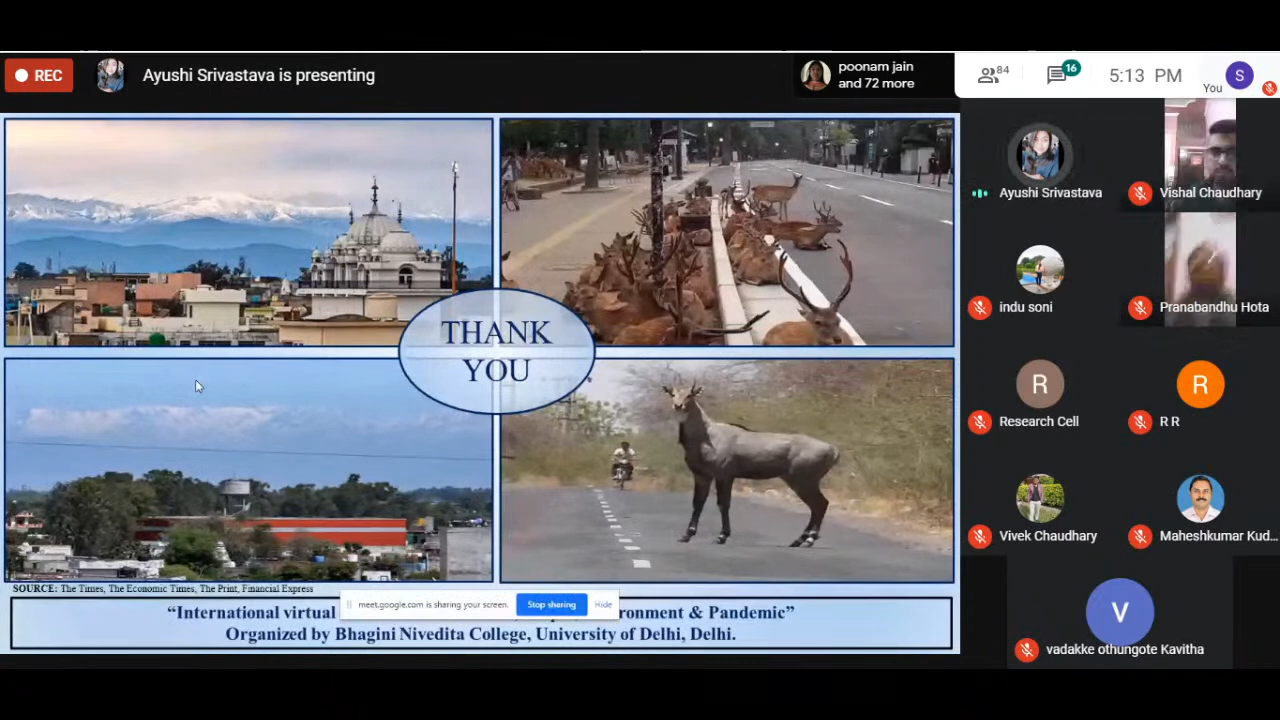 REC
Ayushi Srivastava is presenting
poonam jain
and 72 more
84
16
5:13 PM
You
S
Ayushi Srivastava
Vishal Chaudhary
indu soni
Pranabandhu Hota
R
Research Cell
R
R R
Vivek Chaudhary
Maheshkumar Kud...
V
vadakke othungote Kavitha
THANK
YOU
SOURCE: The Times, The Economic Times, The Print, Financial Express
meet.google.com is sharing your screen.
Stop sharing
Hide
“International virtual
& Pandemic”
Organized by Bhagini Nivedita College, University of Delhi, Delhi.